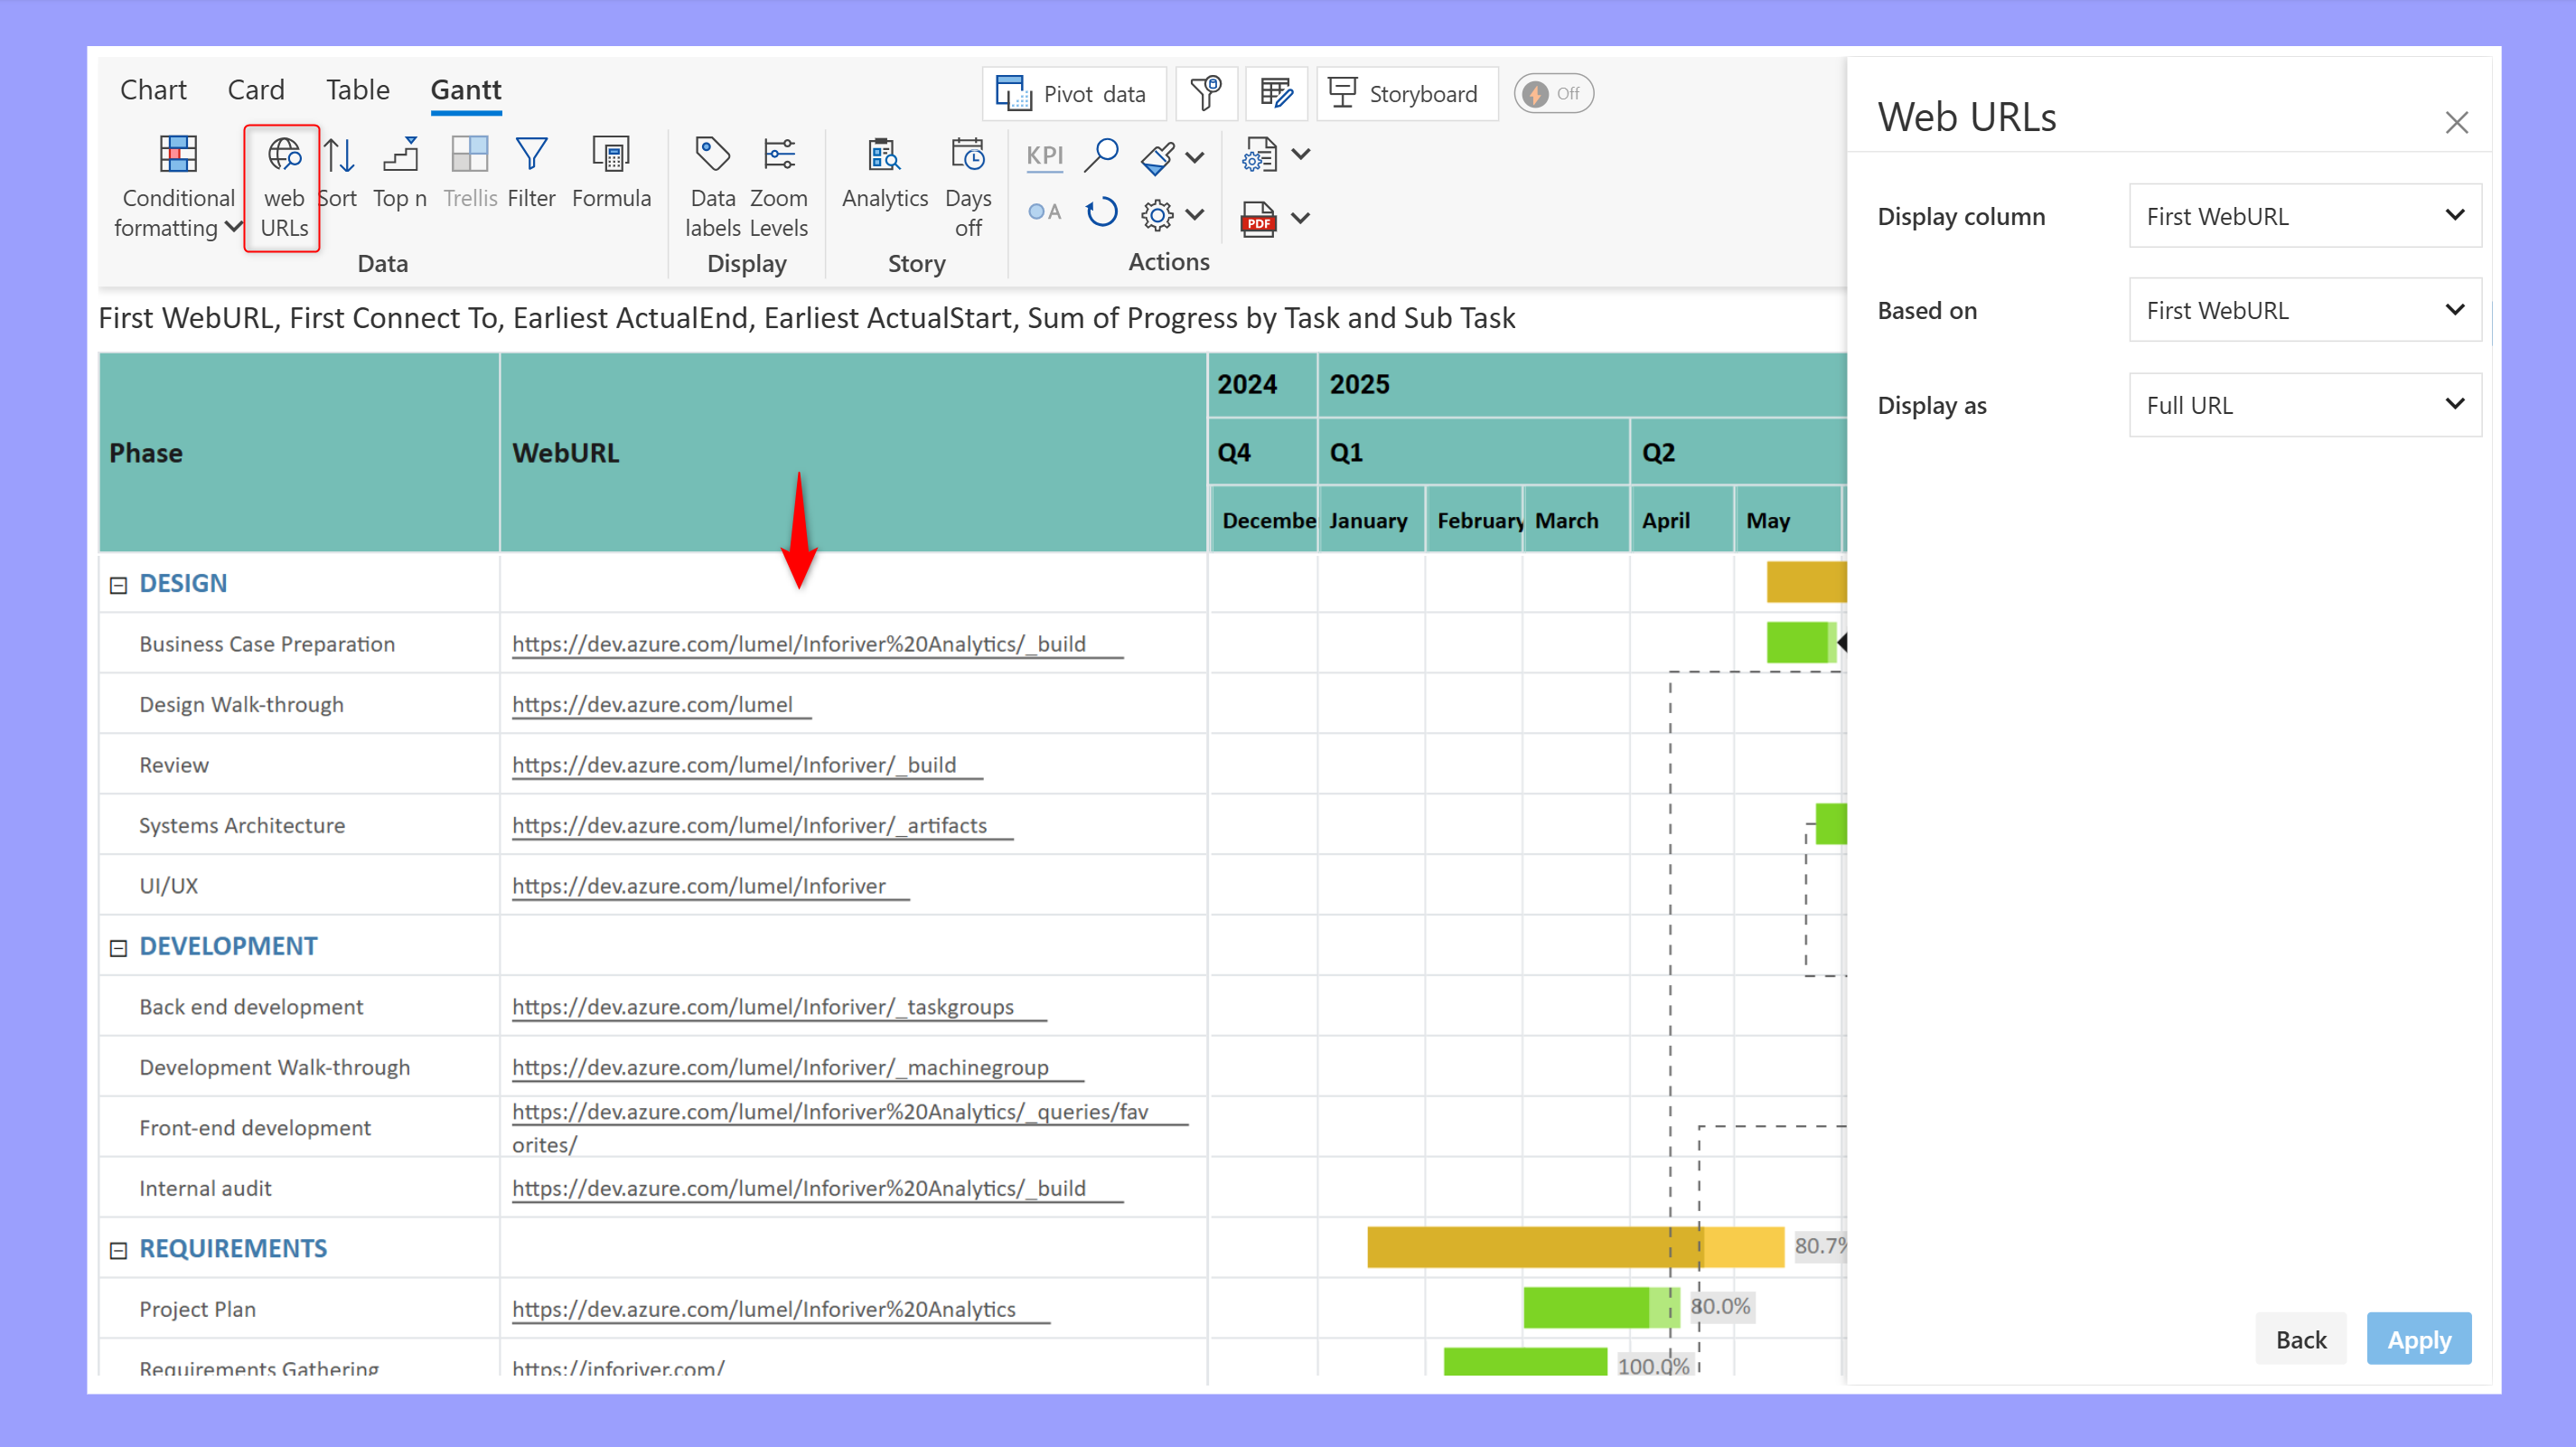 Chart Card Table Gantt
Pivot data
Storyboard
Off
Conditional formatting
web URLs
Sort
Top n
Trellis
Filter
Formula
Data
Data labels
Zoom Levels
Display
Analytics
Days off
Story
KPI
A
PDF
Actions
First WebURL, First Connect To, Earliest ActualEnd, Earliest ActualStart, Sum of Progress by Task and Sub Task
Phase WebURL
2024 2025
Q4 Q1 Q2
Decembe January February March April May
DESIGN
Business Case Preparation https://dev.azure.com/lumel/Inforiver%20Analytics/_build
Design Walk-through https://dev.azure.com/lumel
Review https://dev.azure.com/lumel/Inforiver/_build
Systems Architecture https://dev.azure.com/lumel/Inforiver/_artifacts
UI/UX https://dev.azure.com/lumel/Inforiver
DEVELOPMENT
Back end development https://dev.azure.com/lumel/Inforiver/_taskgroups
Development Walk-through https://dev.azure.com/lumel/Inforiver/_machinegroup
Front-end development https://dev.azure.com/lumel/Inforiver%20Analytics/_queries/fav
orites/
Internal audit https://dev.azure.com/lumel/Inforiver%20Analytics/_build
REQUIREMENTS 80.7%
Project Plan https://dev.azure.com/lumel/Inforiver%20Analytics 80.0%
Requirements Gathering https://inforiver.com/ 100.0%
Web URLs
Display column First WebURL
Based on First WebURL
Display as Full URL
Back Apply